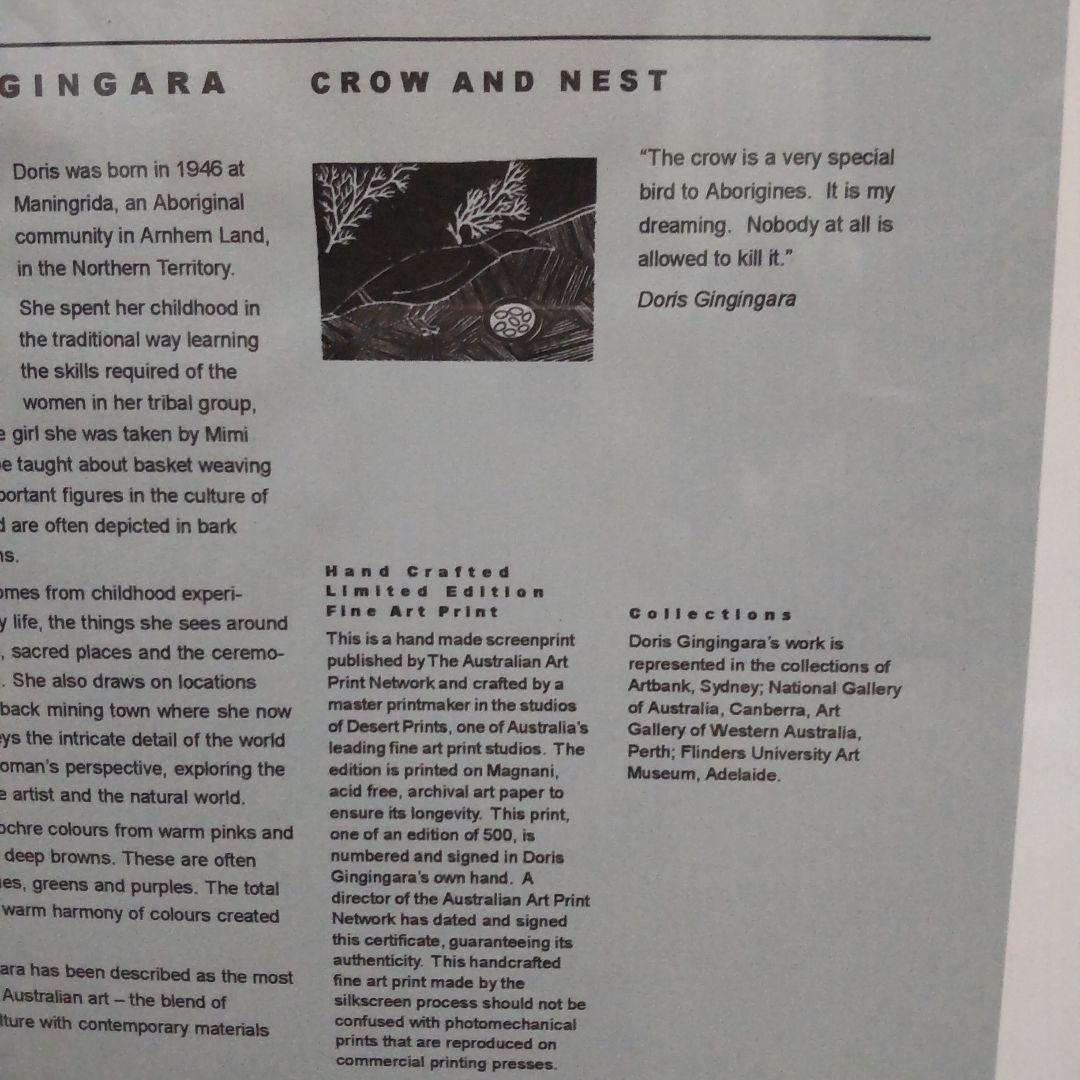 GINGARA
Doris was born in 1946 at
Maningrida, an Aboriginal
community in Arnhem Land,
in the Northern Territory.
She spent her childhood in
the traditional way learning
the skills required of the
women in her tribal group,
girl she was taken by Mimi
taught about basket weaving
figures in the culture of
are often depicted in bark
from childhood experi-
life, the things she sees around
, sacred places and the ceremo-
. She also draws on locations
back mining town where she now
the intricate detail of the world
perspective, exploring the
artist and the natural world.
ochre colours from warm pinks and
deep browns. These are often
greens and purples. The total
warm harmony of colours created
has been described as the most
Australian art – the blend of
with contemporary materials
CROW AND NEST
“The crow is a very special
bird to Aborigines. It is my
dreaming. Nobody at all is
allowed to kill it.”
Doris Gingingara
Hand Crafted
Limited Edition
Fine Art Print
This is a hand made screenprint
published by The Australian Art
Print Network and crafted by a
master printmaker in the studios
of Desert Prints, one of Australia’s
leading fine art print studios. The
edition is printed on Magnani,
acid free, archival art paper to
ensure its longevity. This print,
one of an edition of 500, is
numbered and signed in Doris
Gingingara’s own hand. A
director of the Australian Art Print
Network has dated and signed
this certificate, guaranteeing its
authenticity. This handcrafted
fine art print made by the
silkscreen process should not be
confused with photomechanical
prints that are reproduced on
commercial printing presses.
Collections
Doris Gingingara’s work is
represented in the collections of
Artbank, Sydney; National Gallery
of Australia, Canberra, Art
Gallery of Western Australia,
Perth; Flinders University Art
Museum, Adelaide.